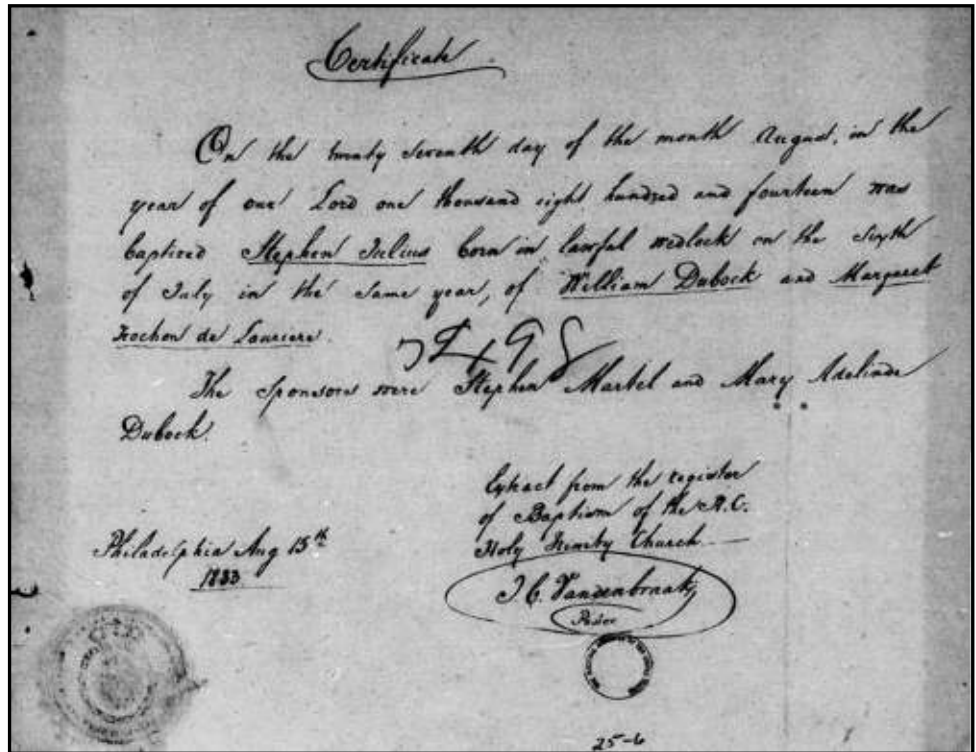 Certificate.
On the twenty seventh day of the month August, in the
year of our Lord one thousand eight hundred and fourteen was
baptized Stephen Julius born in lawful wedlock on the sixth
of July in the same year, of William Dubock and Margaret
Rochon de Lauriere.
The Sponsors were Stephen Martel and Mary Adelinde
Dubock.
Extract from the register
of Baptism of the R.C.
Holy Trinity Church.
Philadelphia Aug 15th
1833
J. C. Vandenbraak
Pastor
25-6